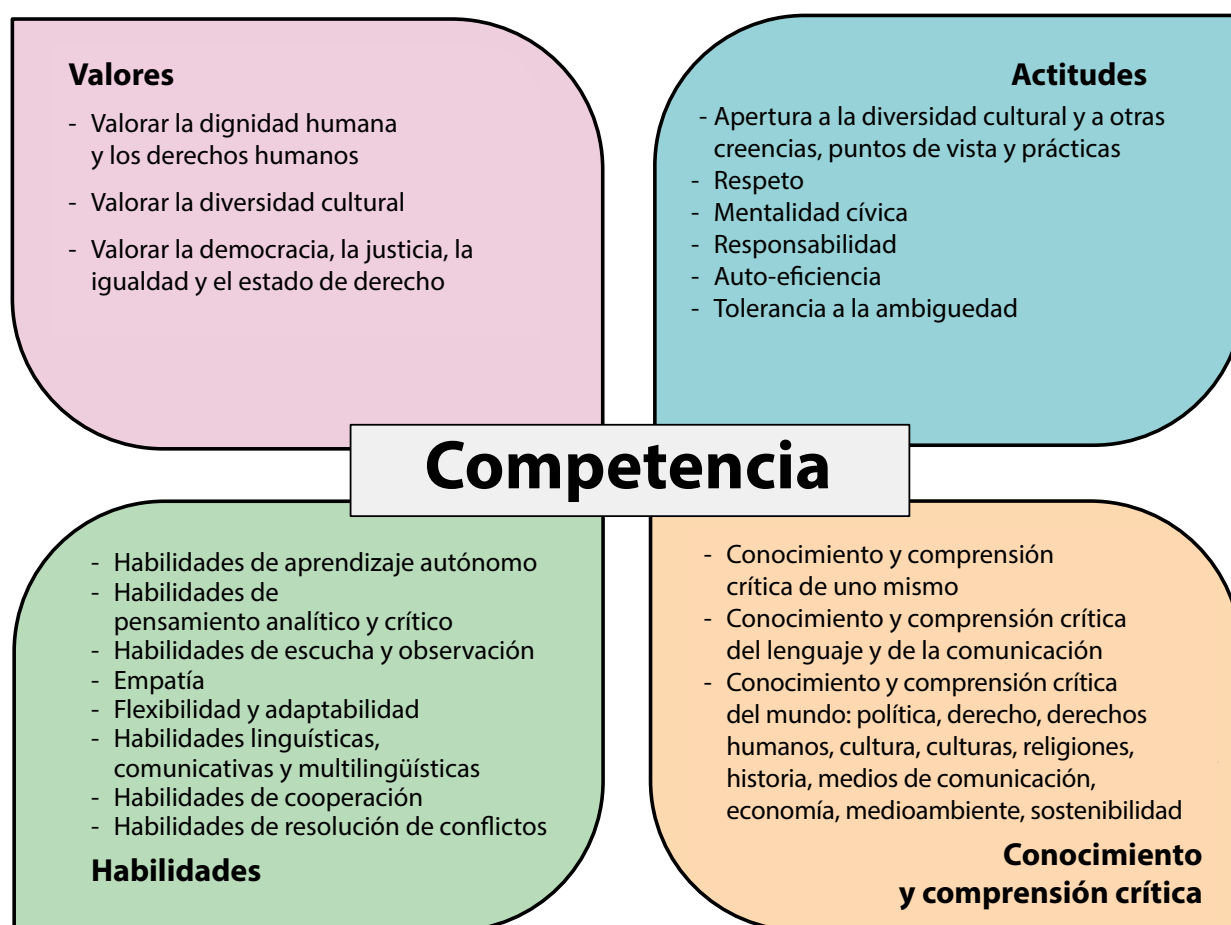 Valores
- Valorar la dignidad humana
y los derechos humanos
- Valorar la diversidad cultural
- Valorar la democracia, la justicia, la
igualdad y el estado de derecho
Actitudes
- Apertura a la diversidad cultural y a otras
creencias, puntos de vista y prácticas
- Respeto
- Mentalidad cívica
- Responsabilidad
- Auto-eficiencia
- Tolerancia a la ambiguedad
Competencia
- Habilidades de aprendizaje autónomo
- Habilidades de
pensamiento analítico y crítico
- Habilidades de escucha y observación
- Empatía
- Flexibilidad y adaptabilidad
- Habilidades linguísticas,
comunicativas y multilingüísticas
- Habilidades de cooperación
- Habilidades de resolución de conflictos
Habilidades
- Conocimiento y comprensión
crítica de uno mismo
- Conocimiento y comprensión crítica
del lenguaje y de la comunicación
- Conocimiento y comprensión crítica
del mundo: política, derecho, derechos
humanos, cultura, culturas, religiones,
historia, medios de comunicación,
economía, medioambiente, sostenibilidad
Conocimiento
y comprensión crítica